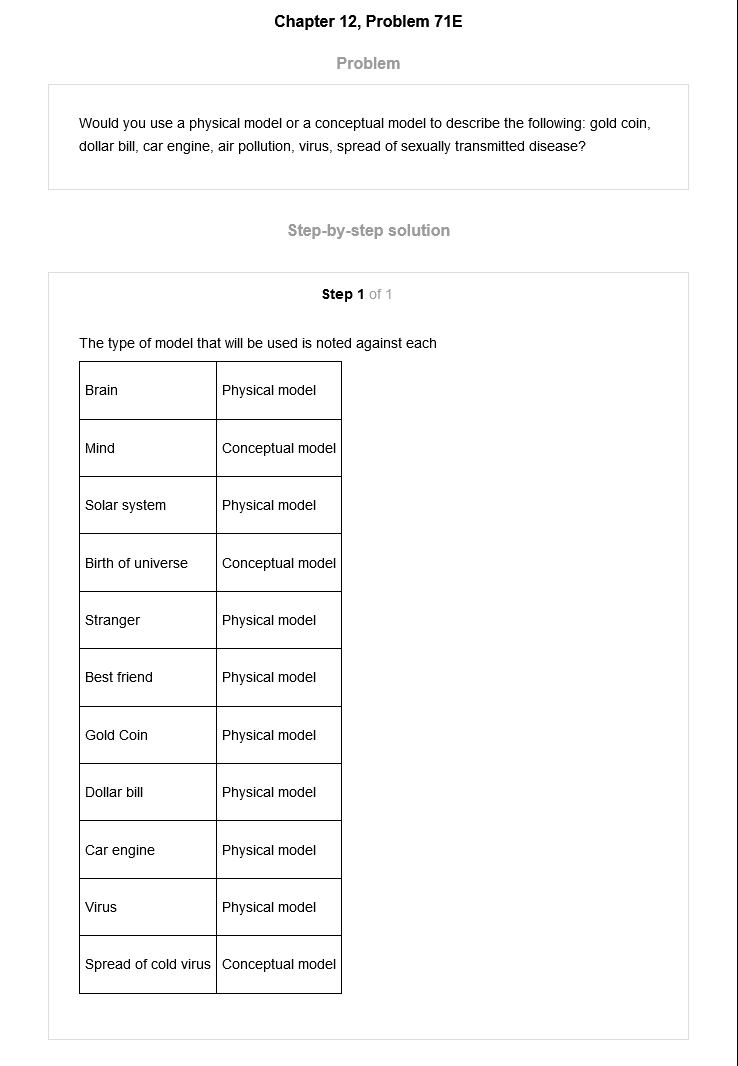 Chapter 12, Problem 71E
Problem
Would you use a physical model or a conceptual model to describe the following: gold coin,
dollar bill, car engine, air pollution, virus, spread of sexually transmitted disease?
Step-by-step solution
Step 1 of 1
The type of model that will be used is noted against each
Brain Physical model
Mind Conceptual model
Solar system Physical model
Birth of universe Conceptual model
Stranger Physical model
Best friend Physical model
Gold Coin Physical model
Dollar bill Physical model
Car engine Physical model
Virus Physical model
Spread of cold virus Conceptual model